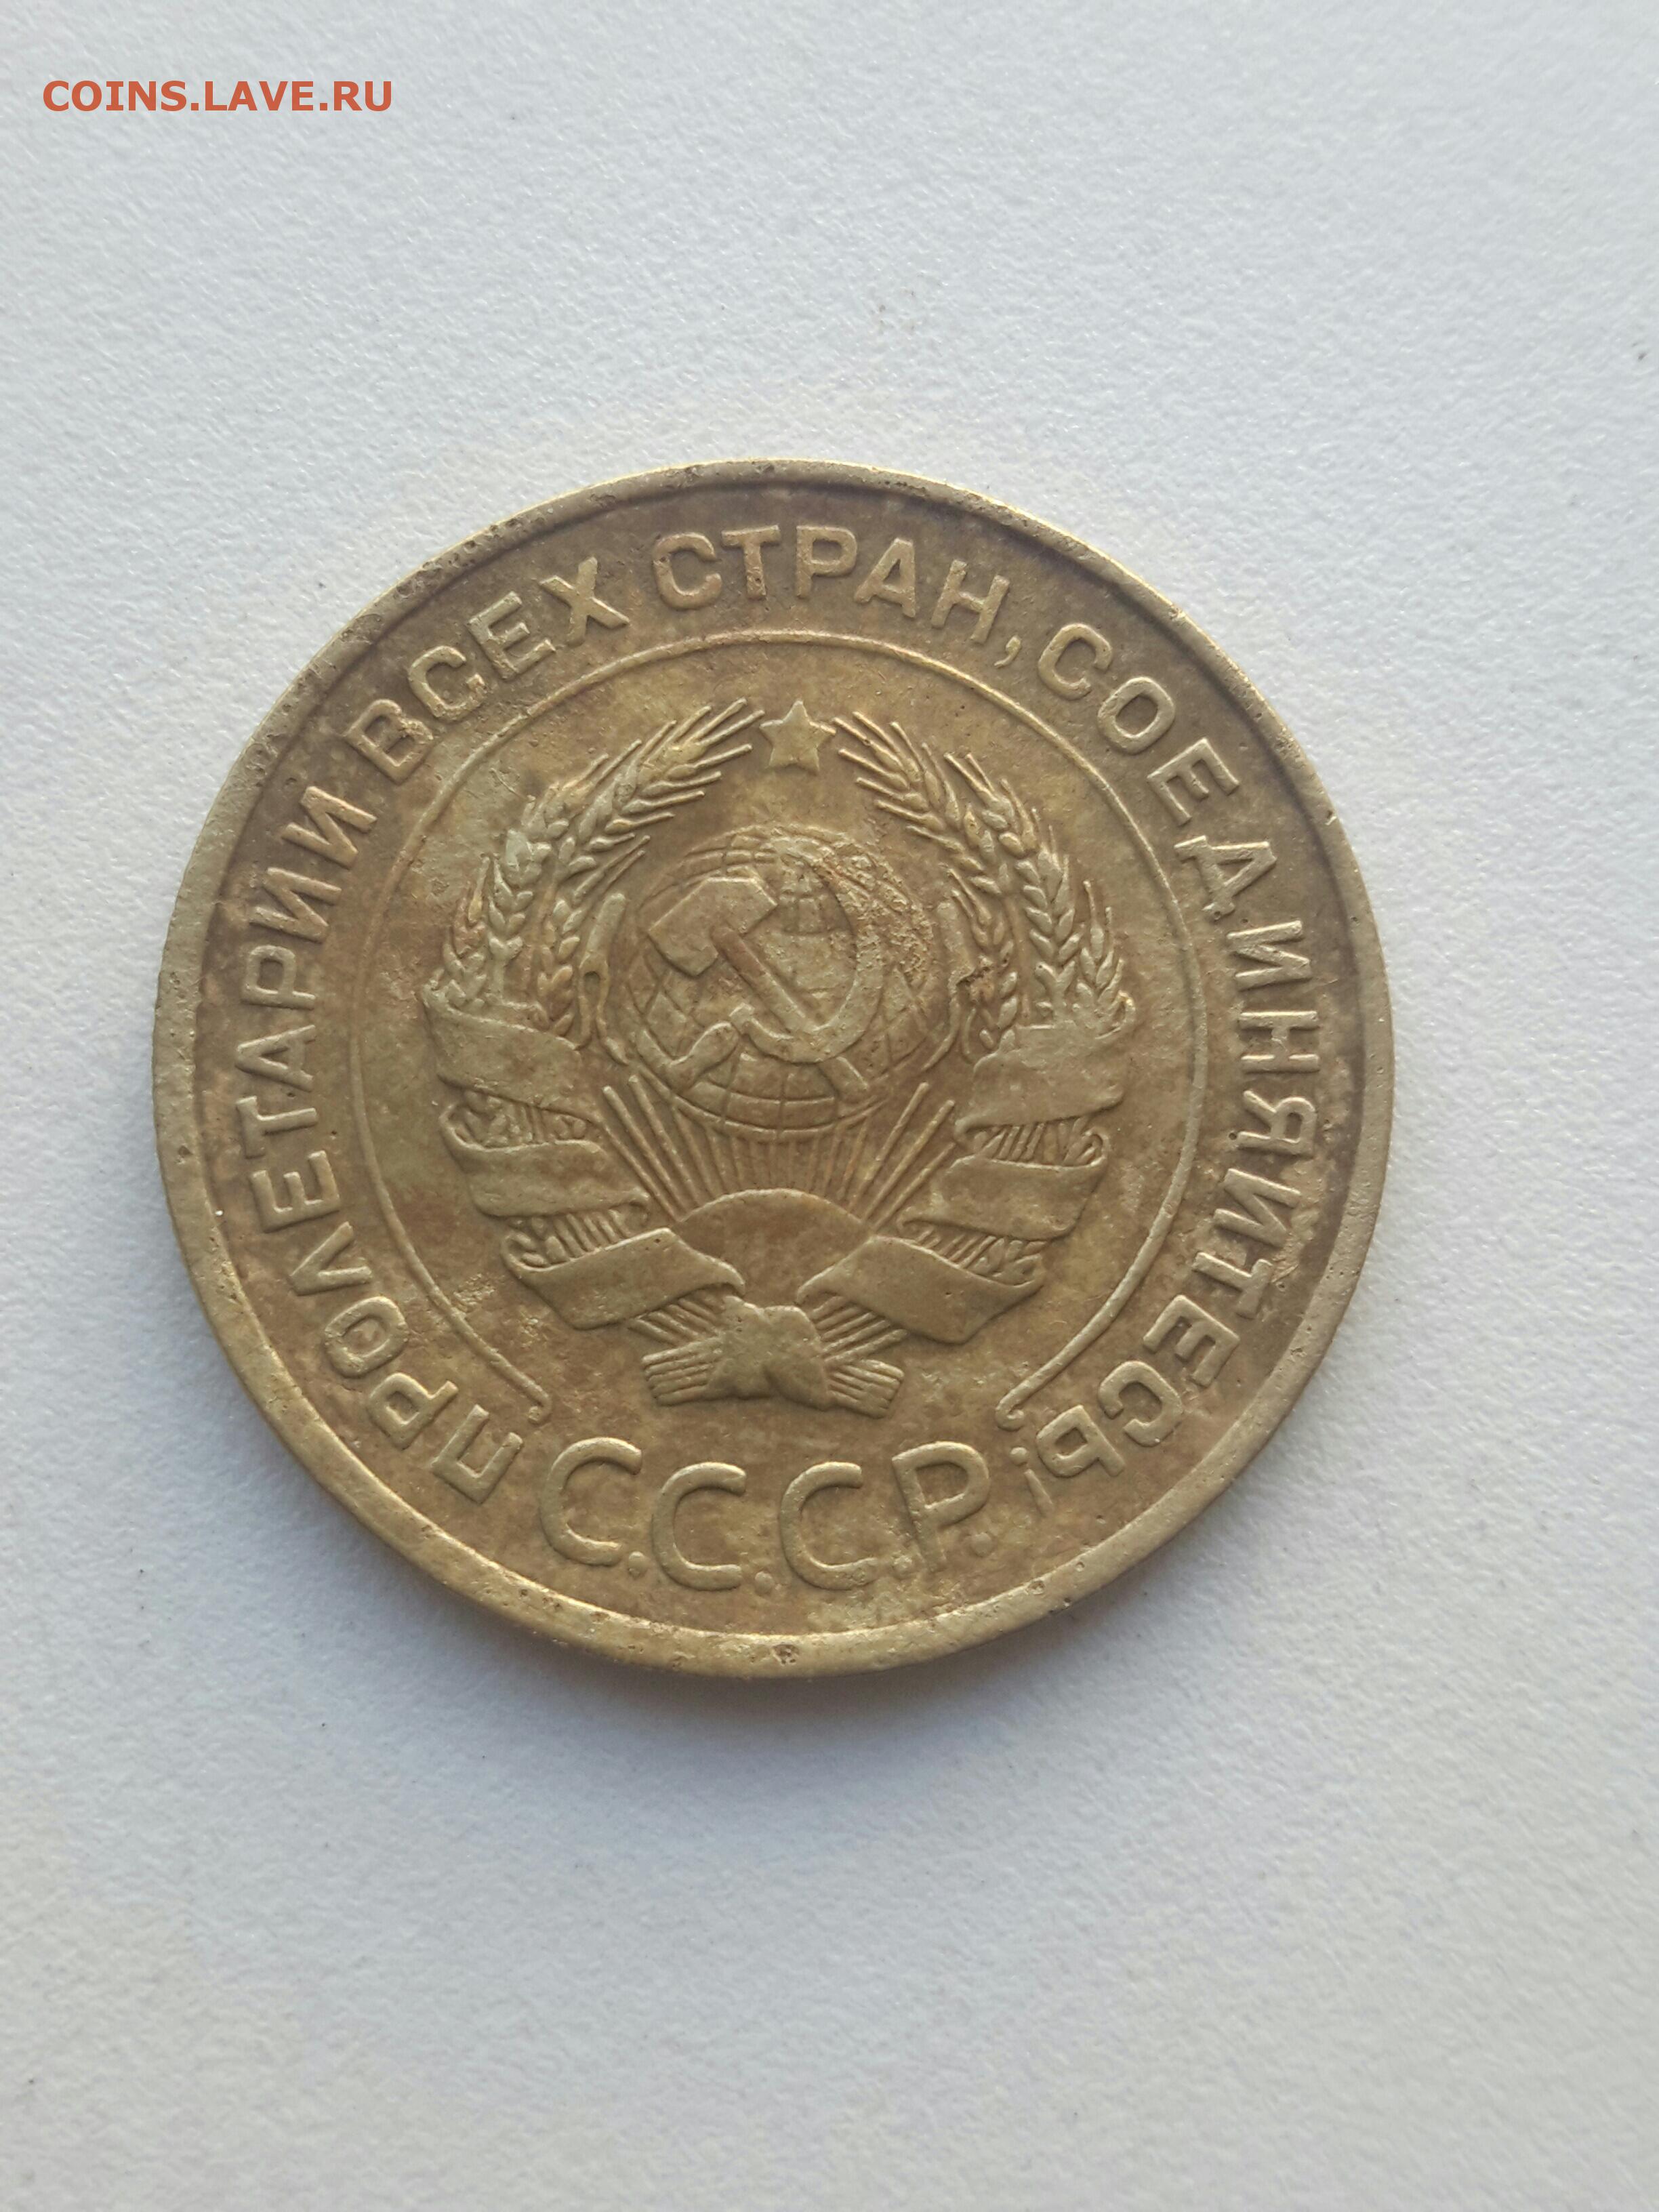 COINS.LAVE.RU
ПРОЛЕТАРИИ ВСЕХ СТРАН, СОЕДИНЯЙТЕСЬ!
С.С.С.Р.